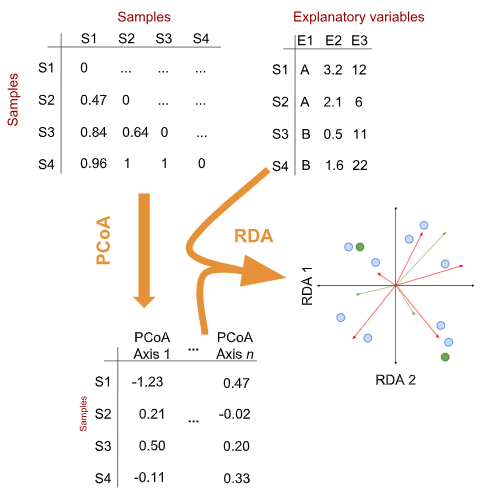 Samples
S1 S2 S3 S4
Samples
S1 0 ... ... ...
S2 0.47 0 ... ...
S3 0.84 0.64 0 ...
S4 0.96 1 1 0
Explanatory variables
E1 E2 E3
S1 A 3.2 12
S2 A 2.1 6
S3 B 0.5 11
S4 B 1.6 22
PCoA
RDA
RDA 1
RDA 2
PCoA ... PCoA
Axis 1 Axis n
Samples
S1 -1.23 0.47
S2 0.21 ... -0.02
S3 0.50 0.20
S4 -0.11 0.33